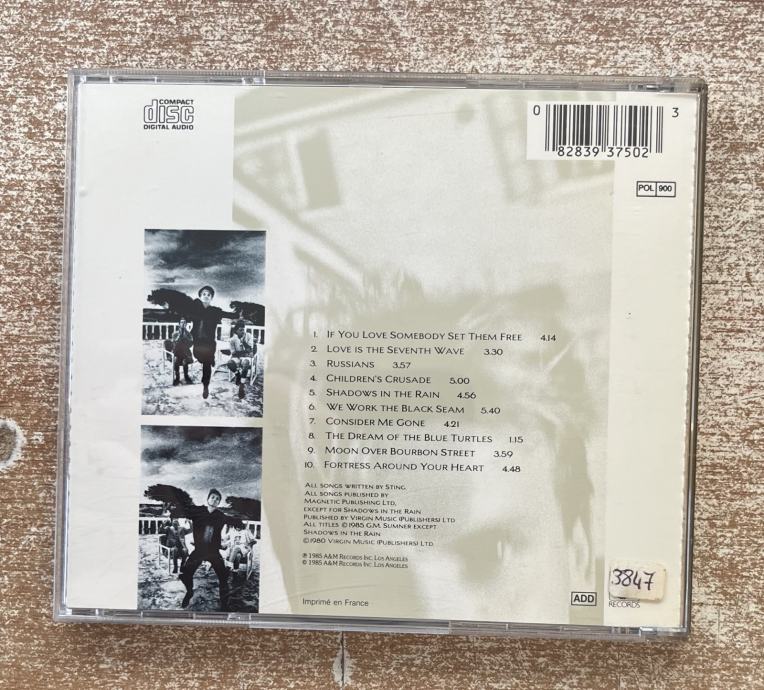 COMPACT
disc
DIGITAL AUDIO
0 82839 37502 3
POL 900
1. IF YOU LOVE SOMEBODY SET THEM FREE 4.14
2. LOVE IS THE SEVENTH WAVE 3.30
3. RUSSIANS 3.57
4. CHILDREN'S CRUSADE 5.00
5. SHADOWS IN THE RAIN 4.56
6. WE WORK THE BLACK SEAM 5.40
7. CONSIDER ME GONE 4.21
8. THE DREAM OF THE BLUE TURTLES 1.15
9. MOON OVER BOURBON STREET 3.59
10. FORTRESS AROUND YOUR HEART 4.48
ALL SONGS WRITTEN BY STING.
ALL SONGS PUBLISHED BY
MAGNETIC PUBLISHING LTD,
EXCEPT FOR SHADOWS IN THE RAIN
PUBLISHED BY VIRGIN MUSIC (PUBLISHERS) LTD
ALL TITLES ©1985 G.M. SUMNER EXCEPT
SHADOWS IN THE RAIN
©1980 VIRGIN MUSIC (PUBLISHERS) LTD
℗ 1985 A&M RECORDS INC. LOS ANGELES
© 1985 A&M RECORDS INC. LOS ANGELES
Imprimé en France
ADD
3847
RECORDS